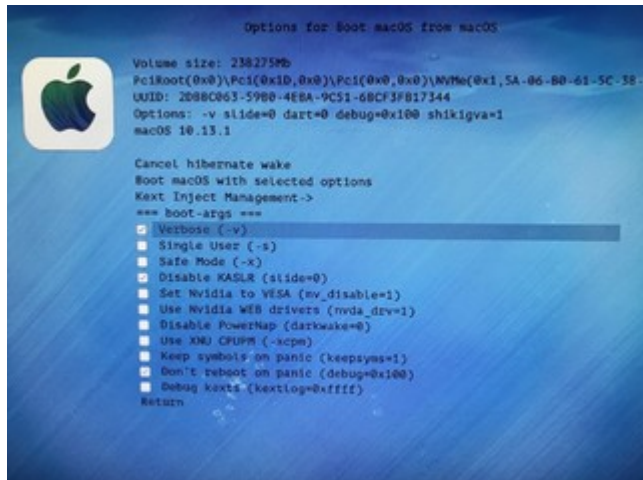 Options for Boot macOS from macOS
Volume size: 238275Mb
PciRoot(0x0)\Pci(0x1D,0x0)\Pci(0x0,0x0)\NVMe(0x1,5A-06-B0-61-5C-38-
UUID: 2D8BC063-59B0-4E8A-9C51-6BCF3FB17344
Options: -v slide=0 dart=0 debug=0x100 shikigva=1
macOS 10.13.1
Cancel hibernate wake
Boot macOS with selected options
Kext Inject Management->
=== boot-args ===
Verbose (-v)
Single User (-s)
Safe Mode (-x)
Disable KASLR (slide=0)
Set Nvidia to VESA (nv_disable=1)
Use Nvidia WEB drivers (nvda_drv=1)
Disable PowerNap (darkwake=0)
Use XNU CPUPM (-xcpm)
Keep symbols on panic (keepsyms=1)
Don't reboot on panic (debug=0x100)
Debug kexts (kextlog=0xffff)
Return